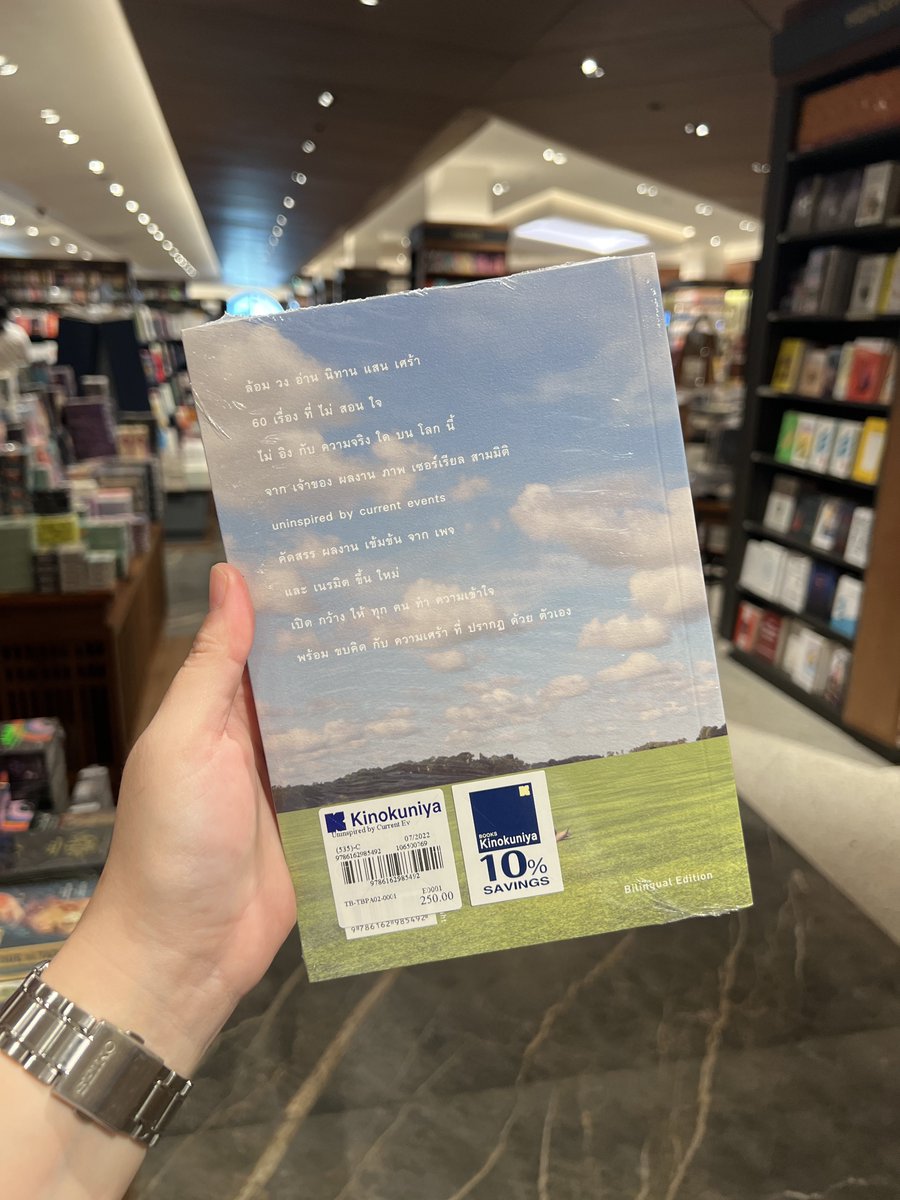 ล้อม วง อ่าน นิทาน แสน เศร้า
60 เรื่อง ที่ ไม่ สอน ใจ
ไม่ อิง กับ ความจริง ใด บน โลก นี้
จาก เจ้าของ ผลงาน ภาพ เซอร์เรียล สามมิติ
uninspired by current events
คัดสรร ผลงาน เข้มข้น จาก เพจ
และ เนรมิต ขึ้น ใหม่
เปิด กว้าง ให้ ทุก คน ทำ ความเข้าใจ
พร้อม ขบคิด กับ ความเศร้า ที่ ปรากฏ ด้วย ตัวเอง
Kinokuniya
Uninspired by Current Ev
(535)-C 07/2022
9786162985492 106500769
9786162985492
TB-TBPA02-0001 E0001
250.00
9786162985492
BOOKS
Kinokuniya
10%
SAVINGS
Bilingual Edition
SEIKO